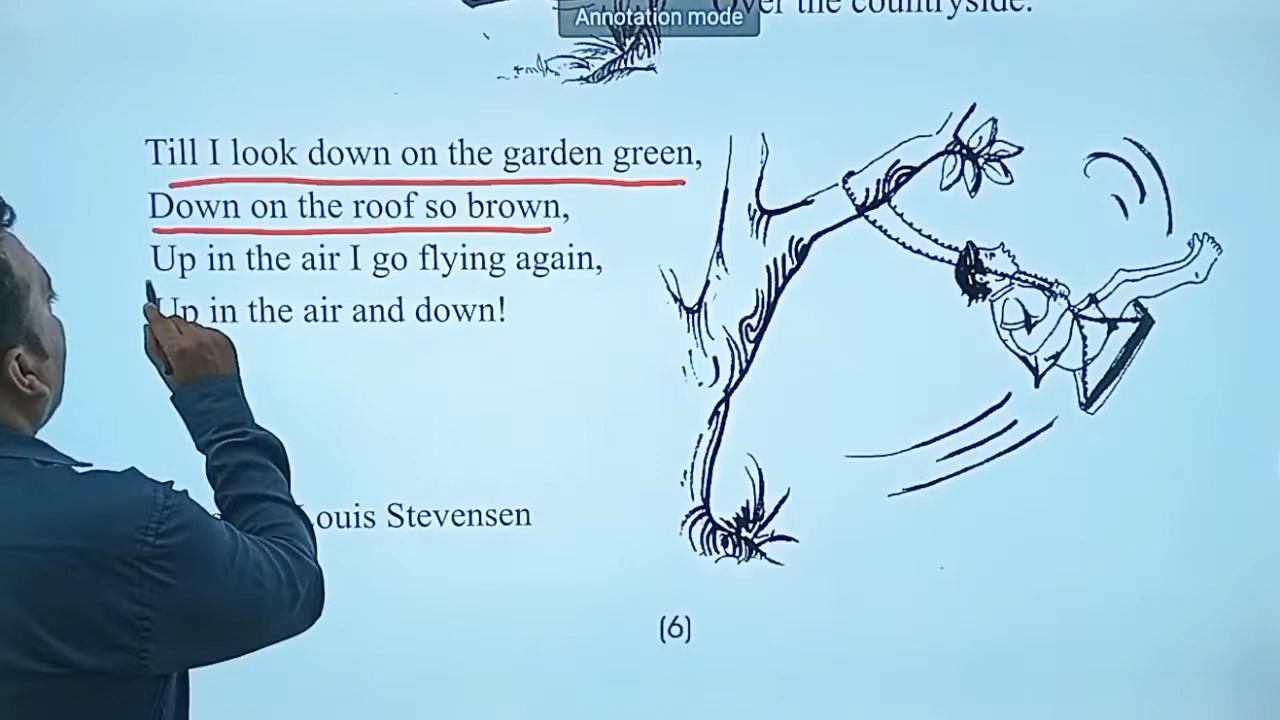 Annotation mode
Over the countryside.
Till I look down on the garden green,
Down on the roof so brown,
Up in the air I go flying again,
Up in the air and down!
Louis Stevensen
(6)